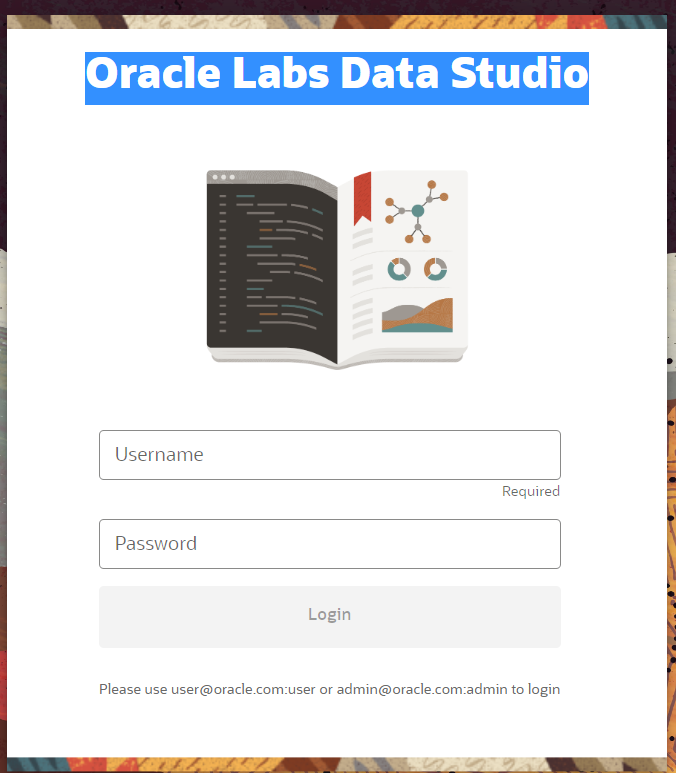 Oracle Labs Data Studio
Username
Required
Password
Login
Please use user@oracle.com:user or admin@oracle.com:admin to login